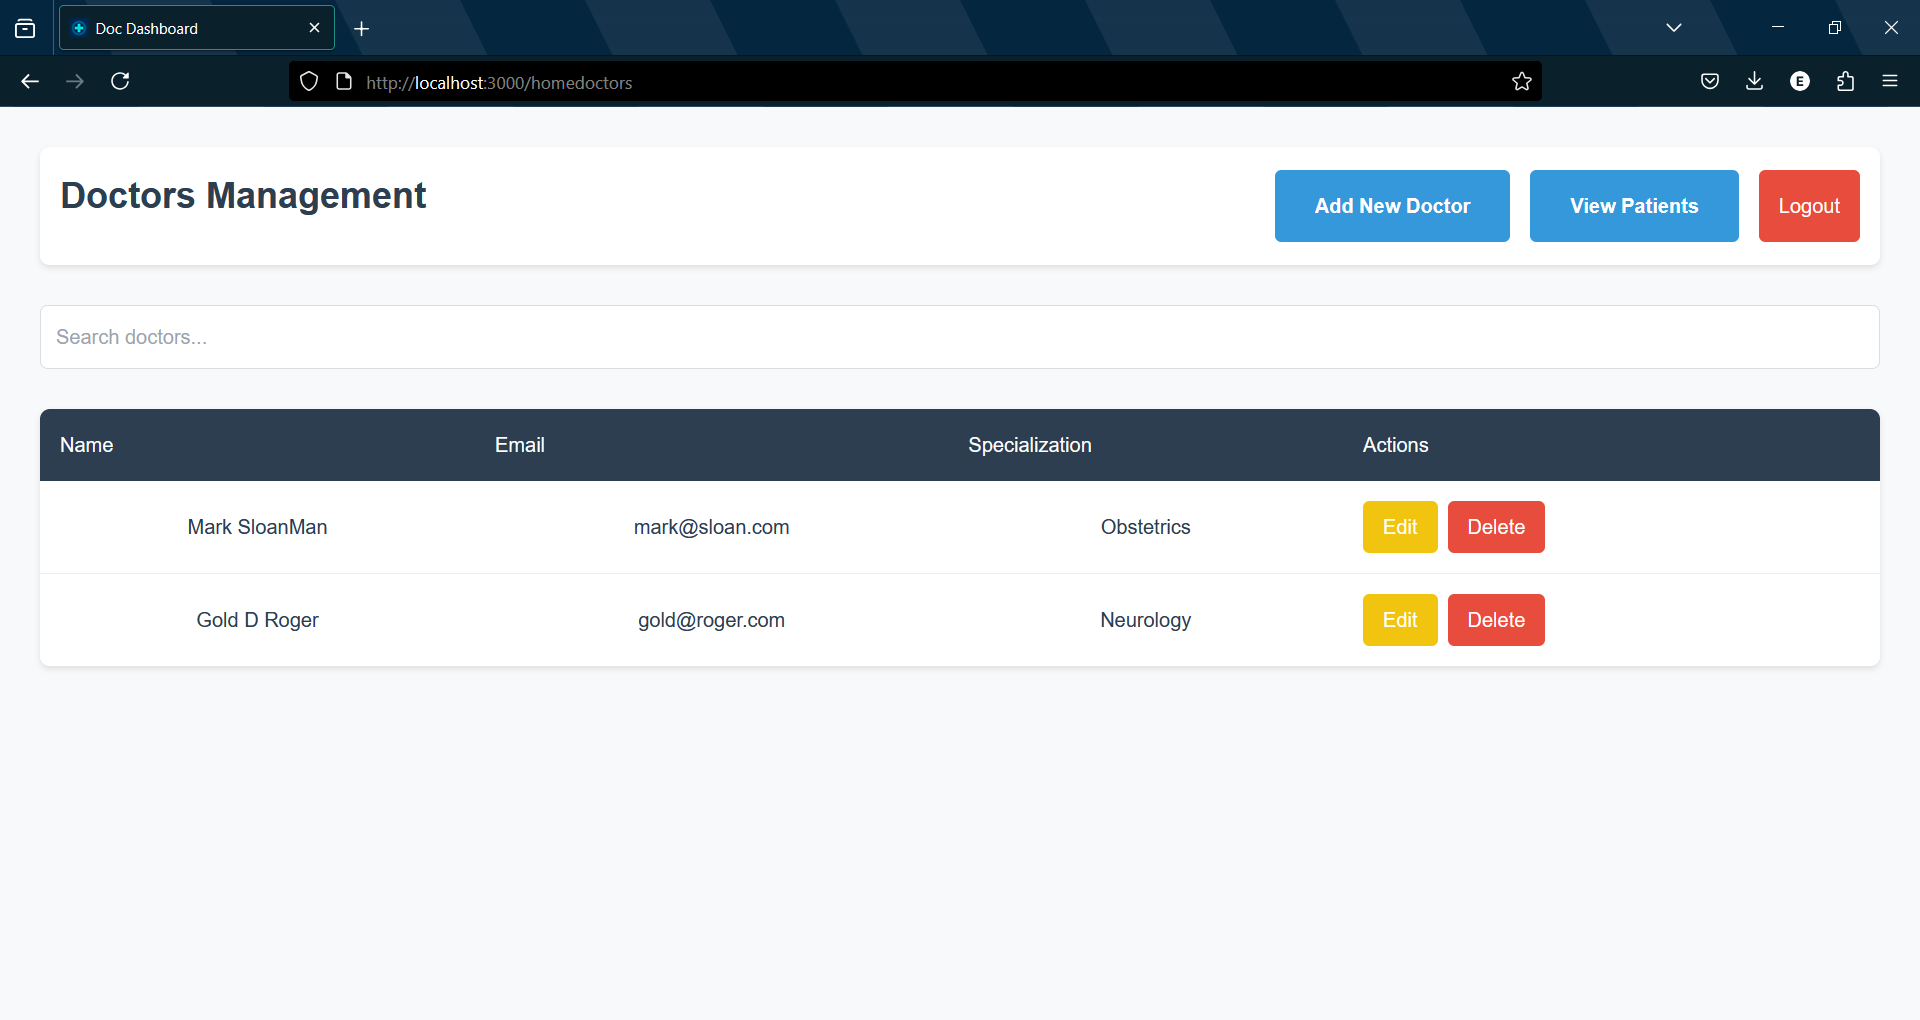 Doc Dashboard
http://localhost:3000/homedoctors
E
Doctors Management
Add New Doctor
View Patients
Logout
Search doctors...
Name Email Specialization Actions
Mark SloanMan mark@sloan.com Obstetrics Edit Delete
Gold D Roger gold@roger.com Neurology Edit Delete